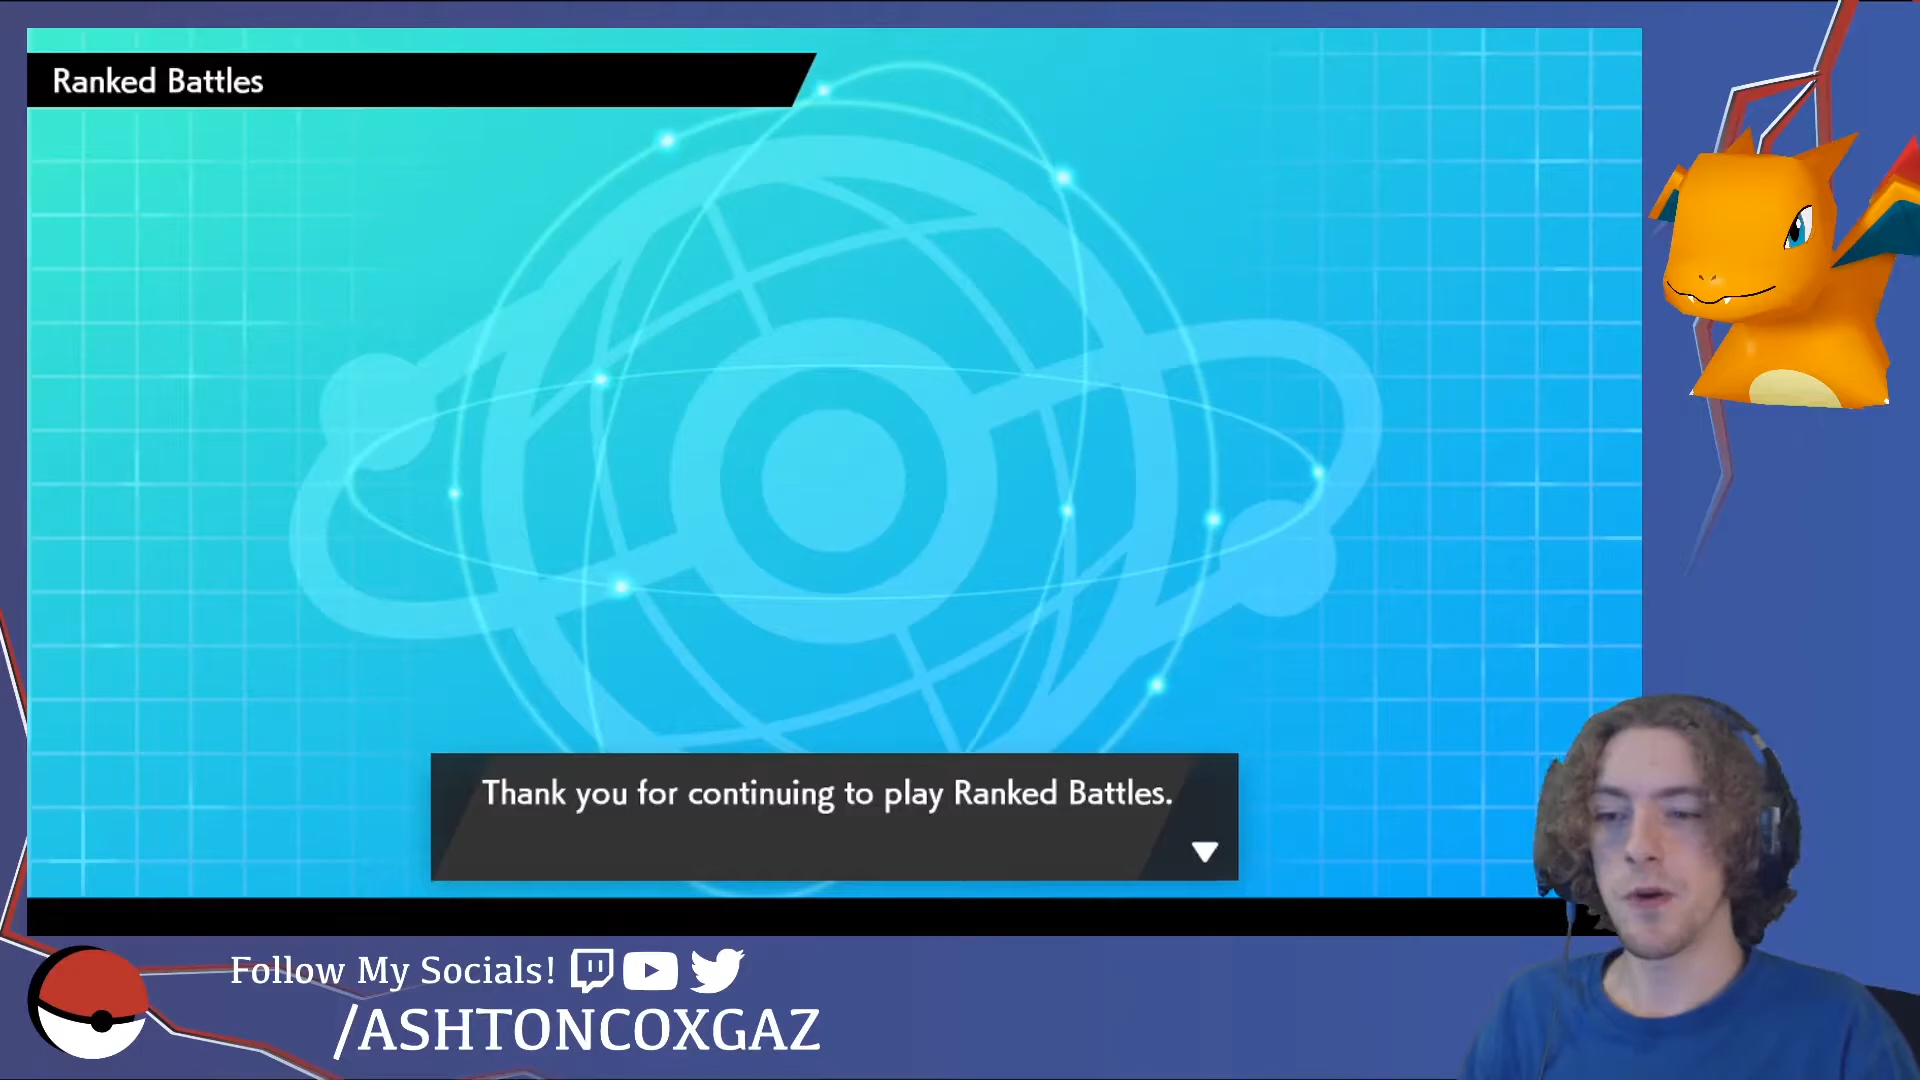 Ranked Battles
Thank you for continuing to play Ranked Battles.
Follow My Socials!
/ASHTONCOXGAZ